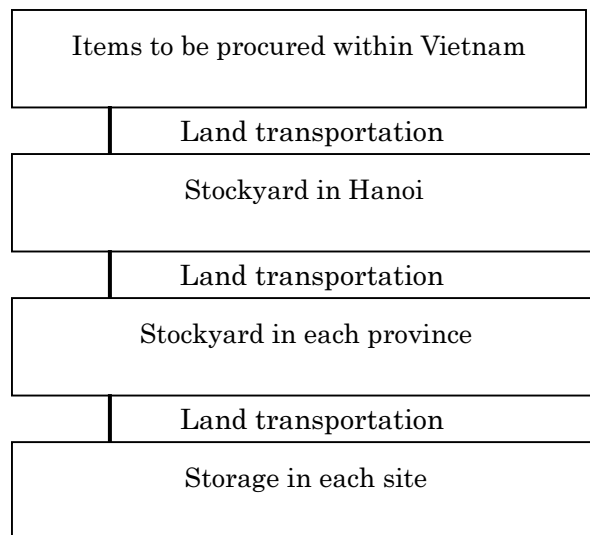 Items to be procured within Vietnam
Land transportation
Stockyard in Hanoi
Land transportation
Stockyard in each province
Land transportation
Storage in each site